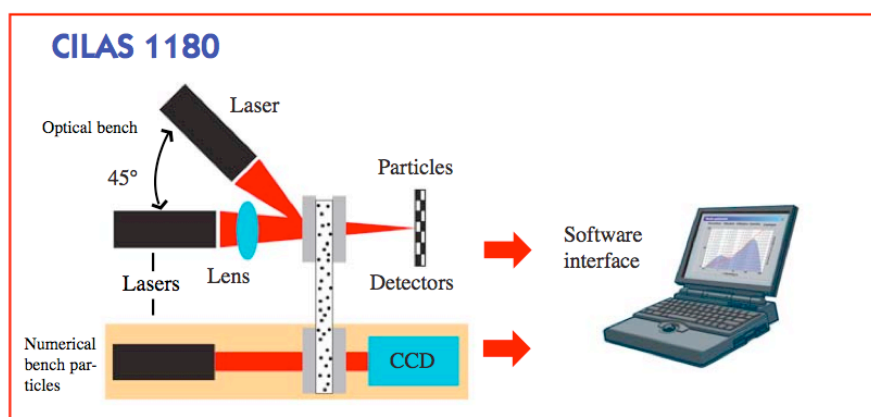 CILAS 1180
Laser
Optical bench
45°
Particles
Lens
Lasers
Detectors
Software
interface
Numerical
bench par-
ticles
CCD